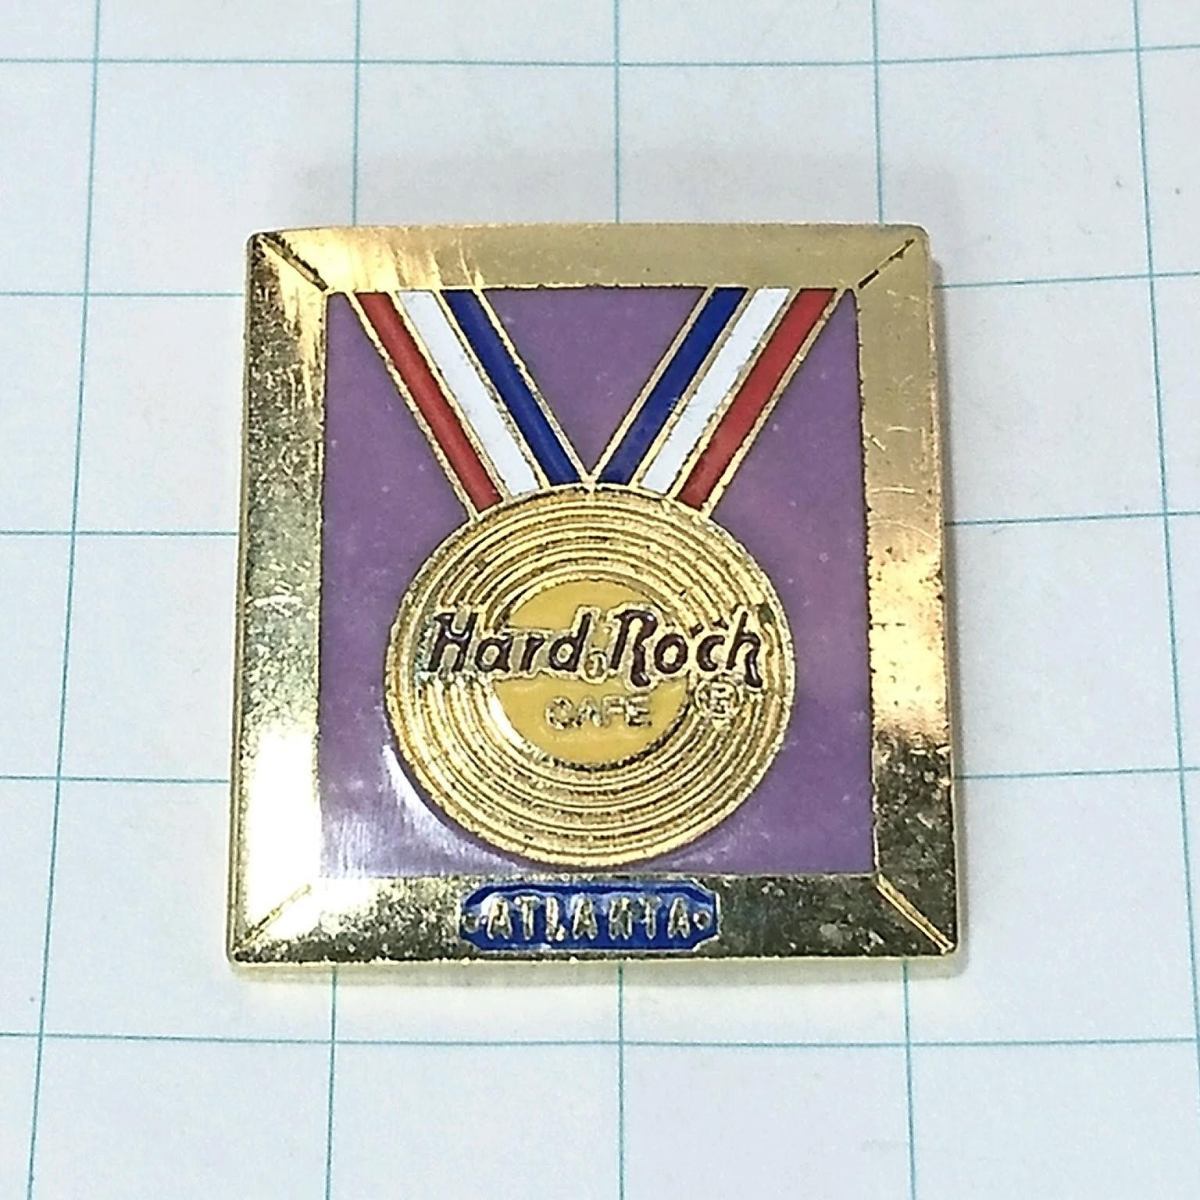 Hard Rock
CAFE ®
·ATLANTA·